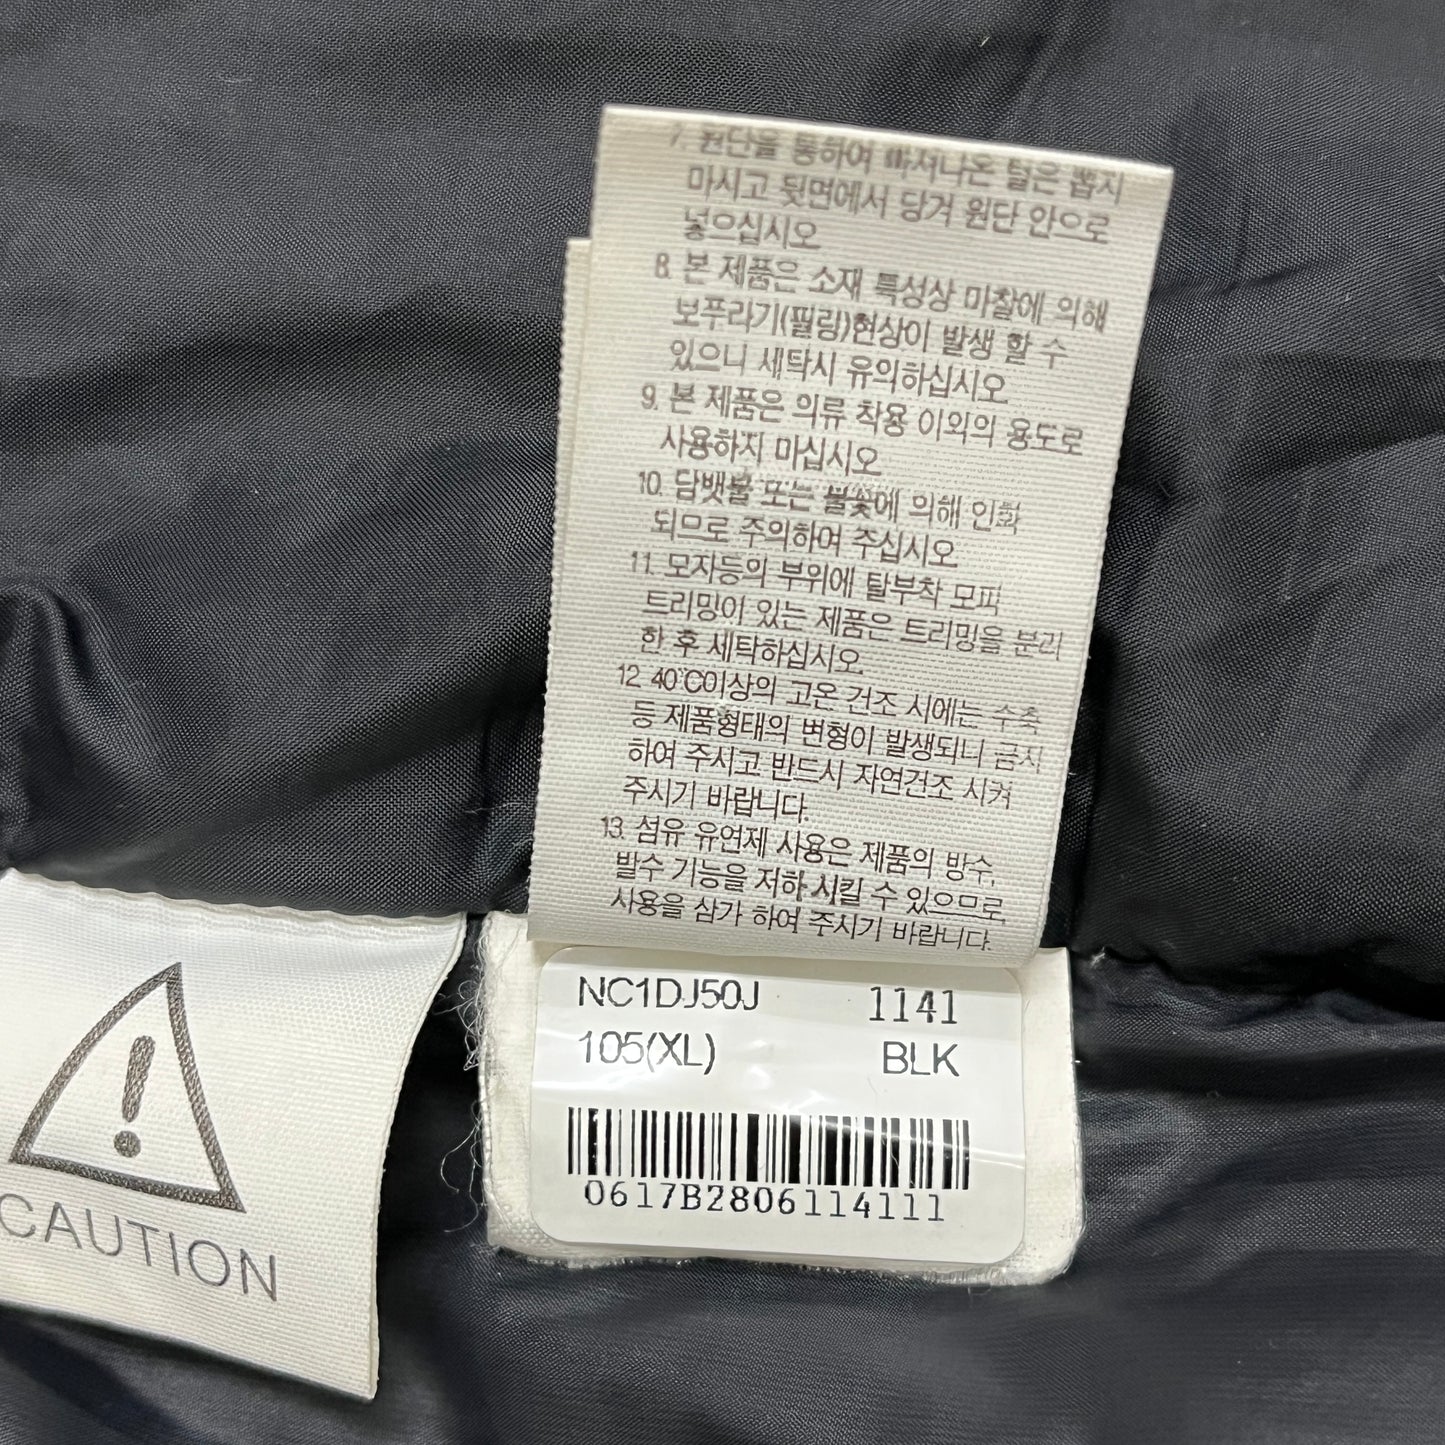 7. 원단을 통하여 빠져나온 털은 뽑지
마시고 뒷면에서 당겨 원단 안으로
넣으십시오
8. 본 제품은 소재 특성상 마찰에 의해
보푸라기(필링)현상이 발생 할 수
있으니 세탁시 유의하십시오
9. 본 제품은 의류 착용 이외의 용도로
사용하지 마십시오
10. 담뱃불 또는 불꽃에 의해 인화
되므로 주의하여 주십시오
11. 모자등의 부위에 탈부착 모피
트리밍이 있는 제품은 트리밍을 분리
한 후 세탁하십시오.
12. 40℃이상의 고온 건조 시에는 수축
등 제품형태의 변형이 발생되니 금지
하여 주시고 반드시 자연건조 시켜
주시기 바랍니다.
13. 섬유 유연제 사용은 제품의 방수,
발수 기능을 저하 시킬 수 있으므로,
사용을 삼가 하여 주시기 바랍니다.
NC1DJ50J 1141
105(XL) BLK
0617B2806114111
CAUTION